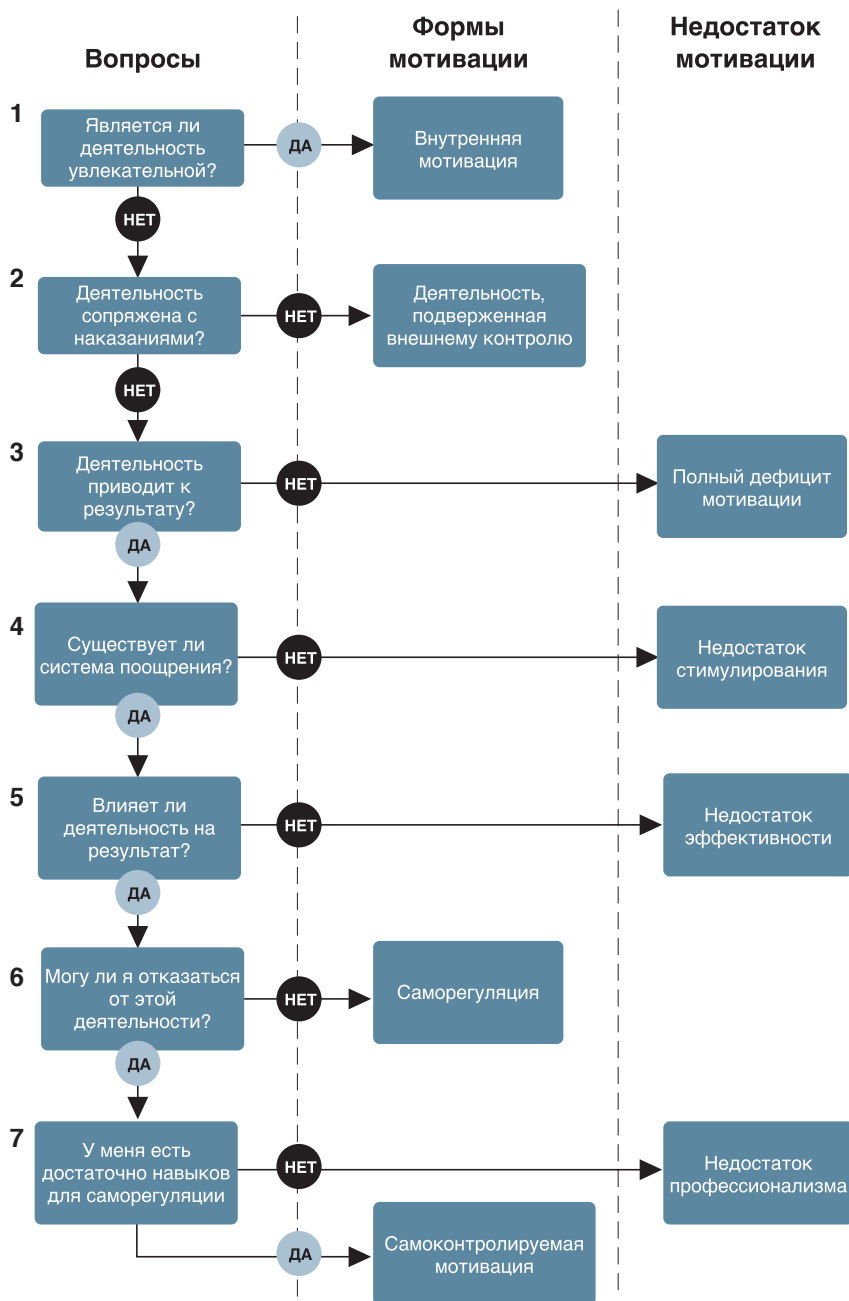 Вопросы
Формы
мотивации
Недостаток
мотивации
1
Является ли
деятельность
увлекательной?
ДА
Внутренняя
мотивация
НЕТ
2
Деятельность
сопряжена с
наказаниями?
НЕТ
Деятельность,
подверженная
внешнему контролю
НЕТ
3
Деятельность
приводит к
результату?
НЕТ
Полный дефицит
мотивации
ДА
4
Существует ли
система поощрения?
НЕТ
Недостаток
стимулирования
ДА
5
Влияет ли
деятельность на
результат?
НЕТ
Недостаток
эффективности
ДА
6
Могу ли я отказаться
от этой
деятельности?
НЕТ
Саморегуляция
ДА
7
У меня есть
достаточно навыков
для саморегуляции
НЕТ
Недостаток
профессионализма
ДА
Самоконтролируемая
мотивация